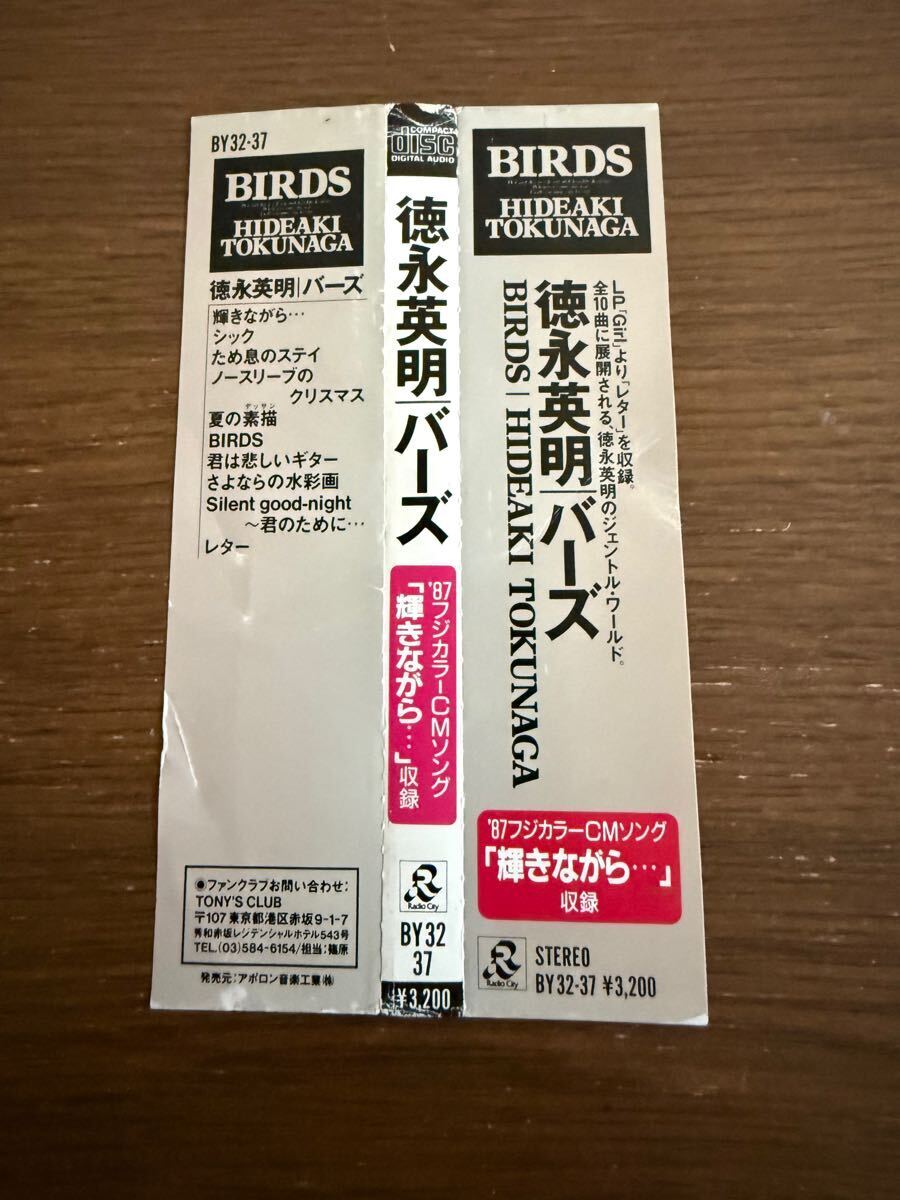 BY32-37
BIRDS
HIDEAKI
TOKUNAGA
徳永英明|バーズ
輝きながら…
シック
ため息のステイ
ノースリーブの
クリスマス
デッサン
夏の素描
BIRDS
君は悲しいギター
さよならの水彩画
Silent good-night
〜君のために…
レター
●ファンクラブお問い合わせ:
TONY'S CLUB
〒107 東京都港区赤坂9-1-7
秀和赤坂レジデンシャルホテル543号
TEL.(03)584-6154/担当:篠原
発売元:アポロン音楽工業㈱
COMPACT
disc
DIGITAL AUDIO
徳永英明|バーズ
'87フジカラーCMソング
「輝きながら…」収録
Radio City
BY32
37
¥3,200
BIRDS
HIDEAKI
TOKUNAGA
LP「Girl」より「レター」を収録。
全10曲に展開される、徳永英明のジェントル・ワールド。
徳永英明|バーズ
BIRDS | HIDEAKI TOKUNAGA
'87フジカラーCMソング
「輝きながら…」
収録
Radio City
STEREO
BY32-37 ¥3,200